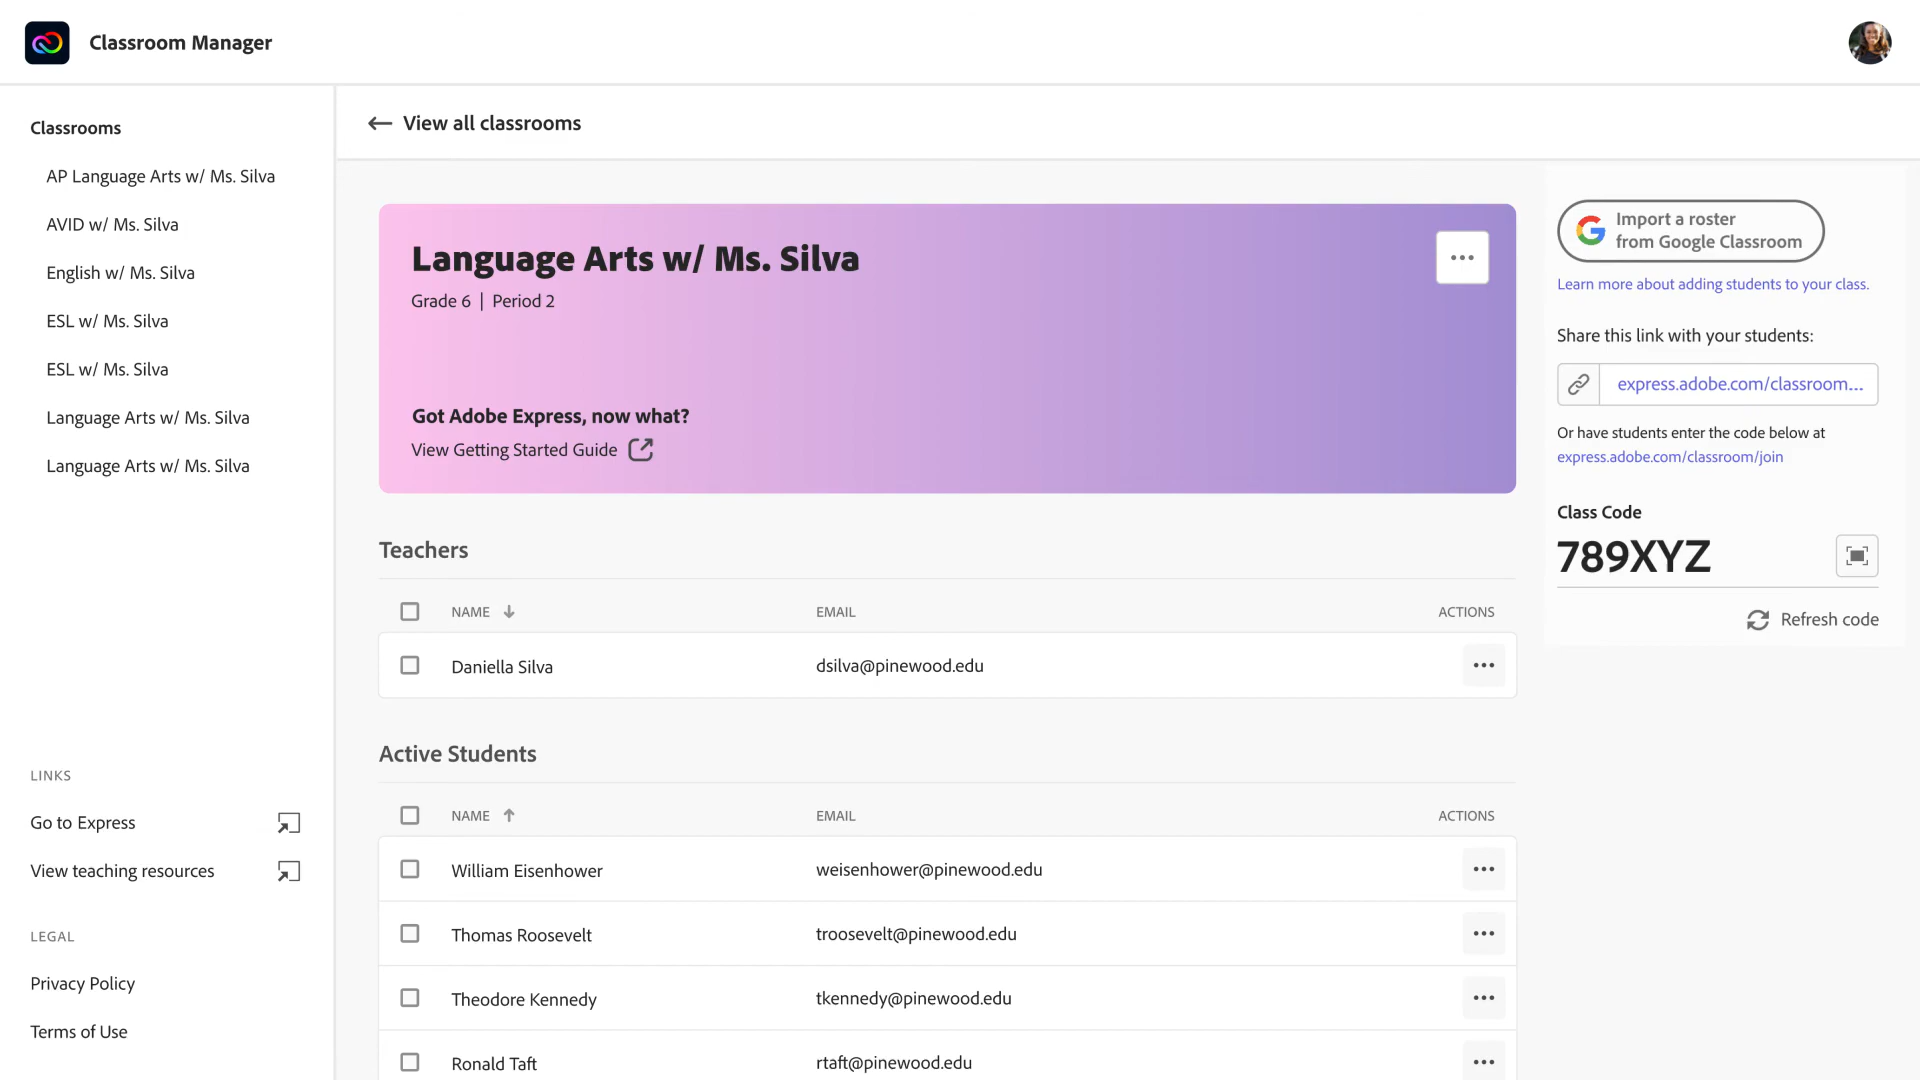 Classroom Manager
Classrooms
AP Language Arts w/ Ms. Silva
AVID w/ Ms. Silva
English w/ Ms. Silva
ESL w/ Ms. Silva
ESL w/ Ms. Silva
Language Arts w/ Ms. Silva
Language Arts w/ Ms. Silva
LINKS
Go to Express
View teaching resources
LEGAL
Privacy Policy
Terms of Use
View all classrooms
Language Arts w/ Ms. Silva
Grade 6 | Period 2
Got Adobe Express, now what?
View Getting Started Guide
Teachers
NAME EMAIL ACTIONS
Daniella Silva dsilva@pinewood.edu
Active Students
NAME EMAIL ACTIONS
William Eisenhower weisenhower@pinewood.edu
Thomas Roosevelt troosevelt@pinewood.edu
Theodore Kennedy tkennedy@pinewood.edu
Ronald Taft rtaft@pinewood.edu
Import a roster
from Google Classroom
Learn more about adding students to your class.
Share this link with your students:
express.adobe.com/classroom...
Or have students enter the code below at
express.adobe.com/classroom/join
Class Code
789XYZ
Refresh code